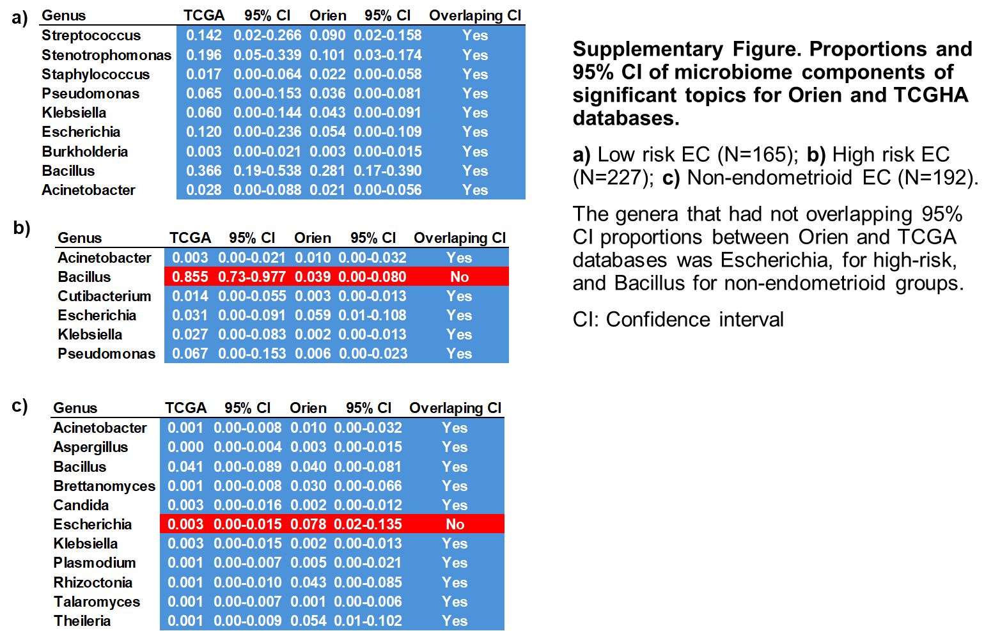 a)
Genus TCGA 95% CI Orien 95% CI Overlaping CI
Streptococcus 0.142 0.02-0.266 0.090 0.02-0.158 Yes
Stenotrophomonas 0.196 0.05-0.339 0.101 0.03-0.174 Yes
Staphylococcus 0.017 0.00-0.064 0.022 0.00-0.058 Yes
Pseudomonas 0.065 0.00-0.153 0.036 0.00-0.081 Yes
Klebsiella 0.060 0.00-0.144 0.043 0.00-0.091 Yes
Escherichia 0.120 0.00-0.236 0.054 0.00-0.109 Yes
Burkholderia 0.003 0.00-0.021 0.003 0.00-0.015 Yes
Bacillus 0.366 0.19-0.538 0.281 0.17-0.390 Yes
Acinetobacter 0.028 0.00-0.088 0.021 0.00-0.056 Yes
b)
Genus TCGA 95% CI Orien 95% CI Overlaping CI
Acinetobacter 0.003 0.00-0.021 0.010 0.00-0.032 Yes
Bacillus 0.855 0.73-0.977 0.039 0.00-0.080 No
Cutibacterium 0.014 0.00-0.055 0.003 0.00-0.013 Yes
Escherichia 0.031 0.00-0.091 0.059 0.01-0.108 Yes
Klebsiella 0.027 0.00-0.083 0.002 0.00-0.013 Yes
Pseudomonas 0.067 0.00-0.153 0.006 0.00-0.023 Yes
c)
Genus TCGA 95% CI Orien 95% CI Overlaping CI
Acinetobacter 0.001 0.00-0.008 0.010 0.00-0.032 Yes
Aspergillus 0.000 0.00-0.004 0.003 0.00-0.015 Yes
Bacillus 0.041 0.00-0.089 0.040 0.00-0.081 Yes
Brettanomyces 0.001 0.00-0.008 0.030 0.00-0.066 Yes
Candida 0.003 0.00-0.016 0.002 0.00-0.012 Yes
Escherichia 0.003 0.00-0.015 0.078 0.02-0.135 No
Klebsiella 0.003 0.00-0.015 0.002 0.00-0.013 Yes
Plasmodium 0.001 0.00-0.007 0.005 0.00-0.021 Yes
Rhizoctonia 0.001 0.00-0.010 0.043 0.00-0.085 Yes
Talaromyces 0.001 0.00-0.007 0.001 0.00-0.006 Yes
Theileria 0.001 0.00-0.009 0.054 0.01-0.102 Yes
Supplementary Figure. Proportions and
95% CI of microbiome components of
significant topics for Orien and TCGHA
databases.
a) Low risk EC (N=165); b) High risk EC
(N=227); c) Non-endometrioid EC (N=192).
The genera that had not overlapping 95%
CI proportions between Orien and TCGA
databases was Escherichia, for high-risk,
and Bacillus for non-endometrioid groups.
CI: Confidence interval